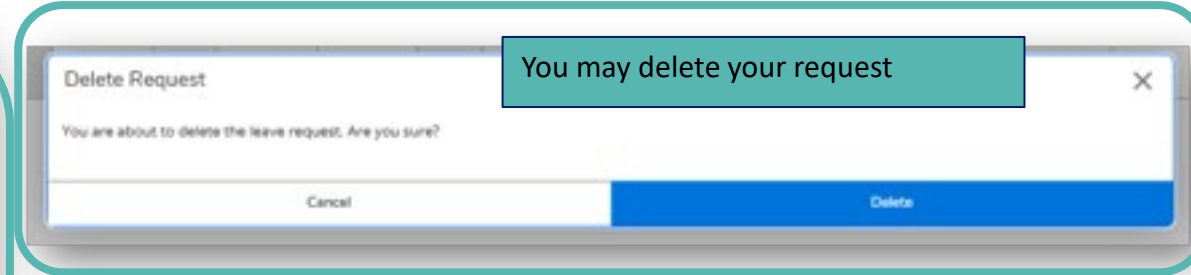 You may delete your request
Delete Request
You are about to delete the leave request. Are you sure?
Cancel
Delete